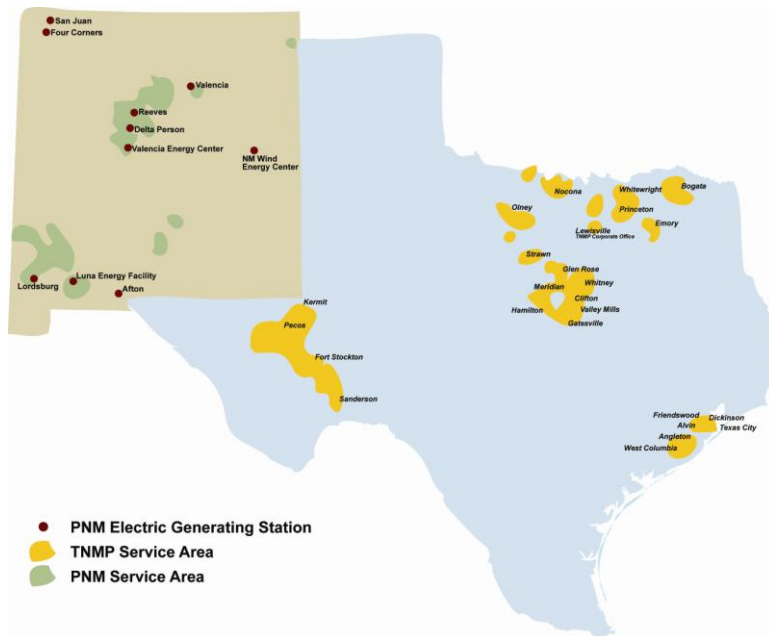 San Juan
Four Corners
Valencia
Reeves
Delta Person
Valencia Energy Center
NM Wind
Energy Center
Luna Energy Facility
Lordsburg
Afton
Nocona
Whitewright
Bogata
Olney
Princeton
Lewisville
TNMP Corporate Office
Emory
Strawn
Glen Rose
Meridian
Whitney
Clifton
Hamilton
Valley Mills
Gatesville
Kermit
Pecos
Fort Stockton
Sanderson
Friendswood
Dickinson
Alvin
Texas City
Angleton
West Columbia
PNM Electric Generating Station
TNMP Service Area
PNM Service Area